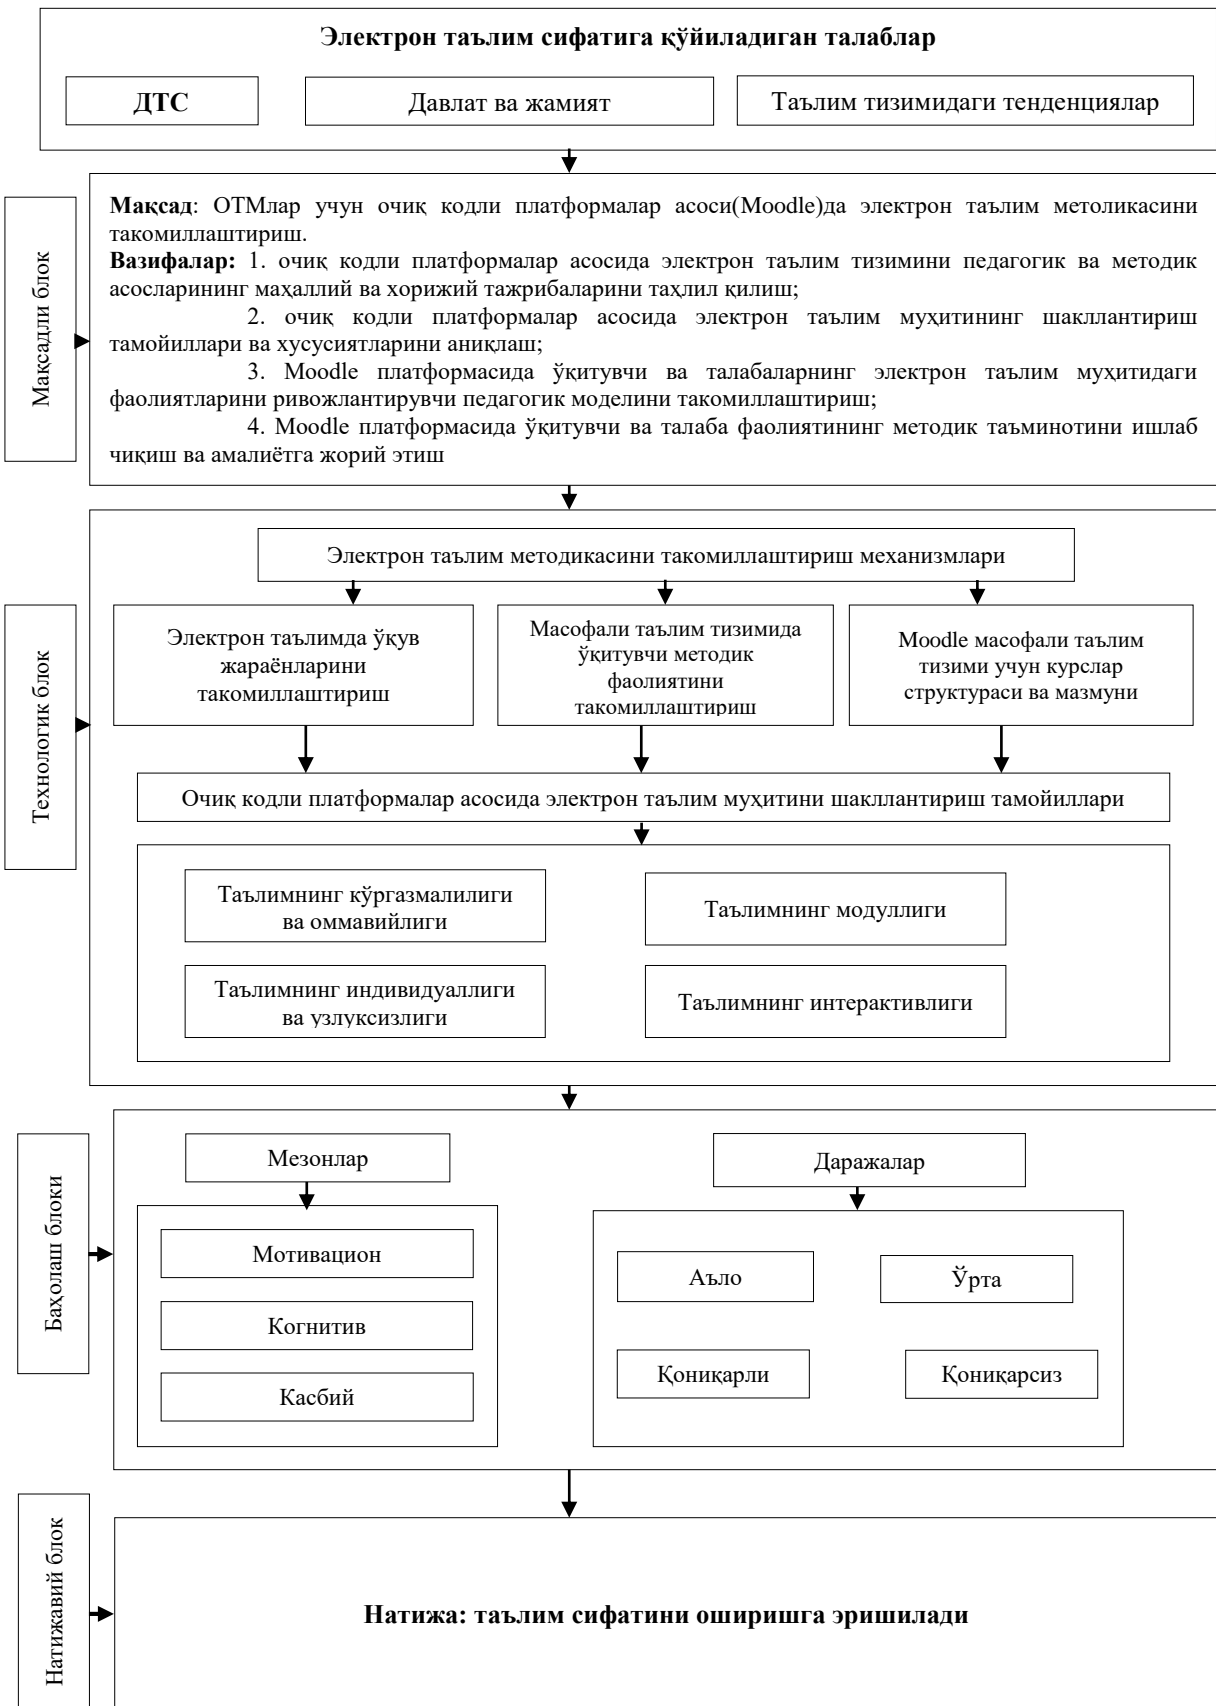 Электрон таълим сифатига қўйиладиган талаблар
ДТС
Давлат ва жамият
Таълим тизимидаги тенденциялар
Мақсадли блок
Мақсад: ОТМлар учун очиқ кодли платформалар асоси(Moodle)да электрон таълим метоликасини
такомиллаштириш.
Вазифалар: 1. очиқ кодли платформалар асосида электрон таълим тизимини педагогик ва методик
асосларининг маҳаллий ва хорижий тажрибаларини таҳлил қилиш;
2. очиқ кодли платформалар асосида электрон таълим муҳитининг шакллантириш
тамойиллари ва хусусиятларини аниқлаш;
3. Moodle платформасида ўқитувчи ва талабаларнинг электрон таълим муҳитидаги
фаолиятларини ривожлантирувчи педагогик моделини такомиллаштириш;
4. Moodle платформасида ўқитувчи ва талаба фаолиятининг методик таъминотини ишлаб
чиқиш ва амалиётга жорий этиш
Технологик блок
Электрон таълим методикасини такомиллаштириш механизмлари
Электрон таълимда ўқув
жараёнларини
такомиллаштириш
Масофали таълим тизимида
ўқитувчи методик
фаолиятини
такомиллаштириш
Moodle масофали таълим
тизими учун курслар
структураси ва мазмуни
Очиқ кодли платформалар асосида электрон таълим муҳитини шакллантириш тамойиллари
Таълимнинг кўргазмалилиги
ва оммавийлиги
Таълимнинг модуллиги
Таълимнинг индивидуаллиги
ва узлуксизлиги
Таълимнинг интерактивлиги
Баҳолаш блоки
Мезонлар
Мотивацион
Когнитив
Касбий
Даражалар
Аъло
Ўрта
Қониқарли
Қониқарсиз
Натижавий блок
Натижа: таълим сифатини оширишга эришилади